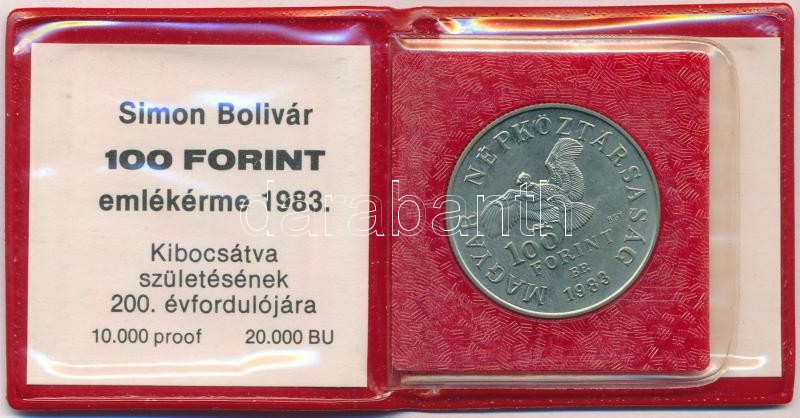 Simon Bolivár
100 FORINT
emlékérme 1983.
Kibocsátva
születésének
200. évfordulójára
10.000 proof 20.000 BU
MAGYAR NÉPKÖZTÁRSASÁG
100
FORINT
BP.
1983
darabanth